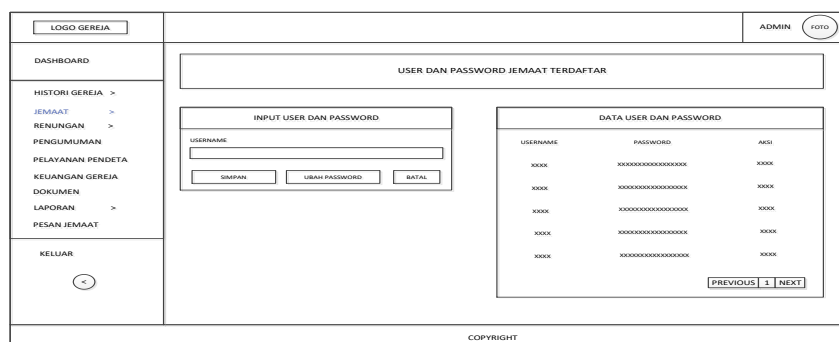 LOGO GEREJA
ADMIN
FOTO
DASHBOARD
HISTORI GEREJA >
JEMAAT >
RENUNGAN >
PENGUMUMAN
PELAYANAN PENDETA
KEUANGAN GEREJA
DOKUMEN
LAPORAN >
PESAN JEMAAT
KELUAR
<
USER DAN PASSWORD JEMAAT TERDAFTAR
INPUT USER DAN PASSWORD
USERNAME
SIMPAN UBAH PASSWORD BATAL
DATA USER DAN PASSWORD
USERNAME PASSWORD AKSI
xxxx xxxxxxxxxxxxxxxxx xxxx
xxxx xxxxxxxxxxxxxxxxx xxxx
xxxx xxxxxxxxxxxxxxxxx xxxx
xxxx xxxxxxxxxxxxxxxxx xxxx
xxxx xxxxxxxxxxxxxxxxx xxxx
PREVIOUS 1 NEXT
COPYRIGHT